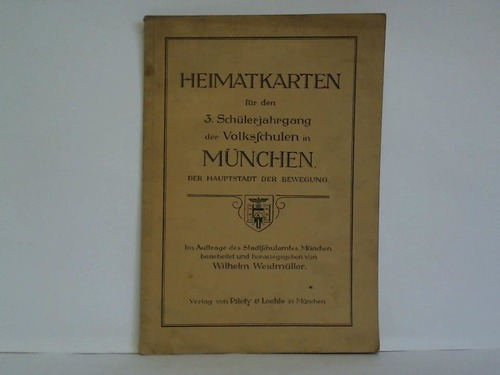 HEIMATKARTEN
für den
3. Schülerjahrgang
der Volksschulen in
MÜNCHEN.
DER HAUPTSTADT DER BEWEGUNG.
Im Auftrage des Stadtschulamtes München,
bearbeitet und herausgegeben von
Wilhelm Weidmüller.
Verlag von Piloty & Loehle in München